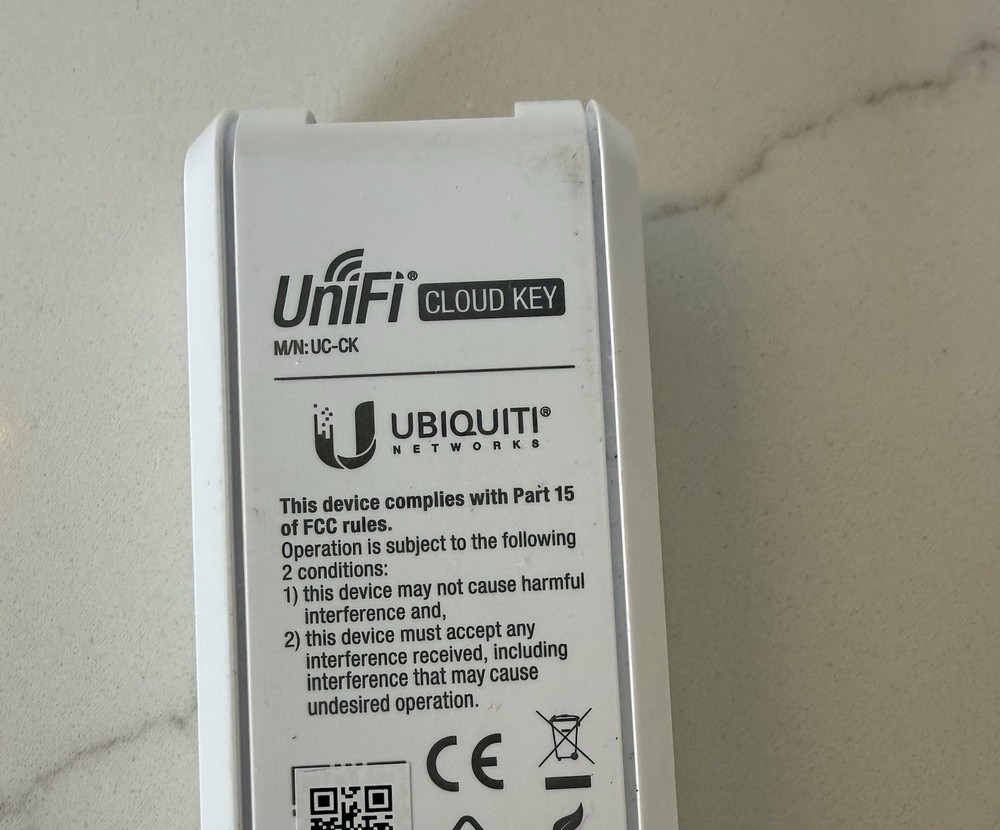 UniFi® CLOUD KEY
M/N: UC-CK
UBIQUITI®
NETWORKS
This device complies with Part 15
of FCC rules.
Operation is subject to the following
2 conditions:
1) this device may not cause harmful
interference and,
2) this device must accept any
interference received, including
interference that may cause
undesired operation.
CE